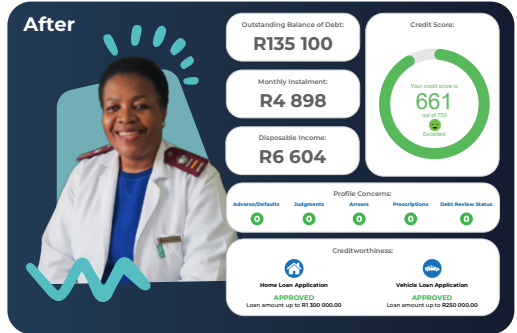 After
Outstanding Balance of Debt:
R135 100
Monthly Instalment:
R4 898
Disposable Income:
R6 604
Credit Score:
Your credit score is
661
out of 750
Excellent
Profile Concerns:
Adverse/Defaults Judgments Arrears Prescriptions Debt Review Status
0 0 0 0 0
Creditworthiness:
Home Loan Application Vehicle Loan Application
APPROVED APPROVED
Loan amount up to R1 300 000.00 Loan amount up to R250 000.00